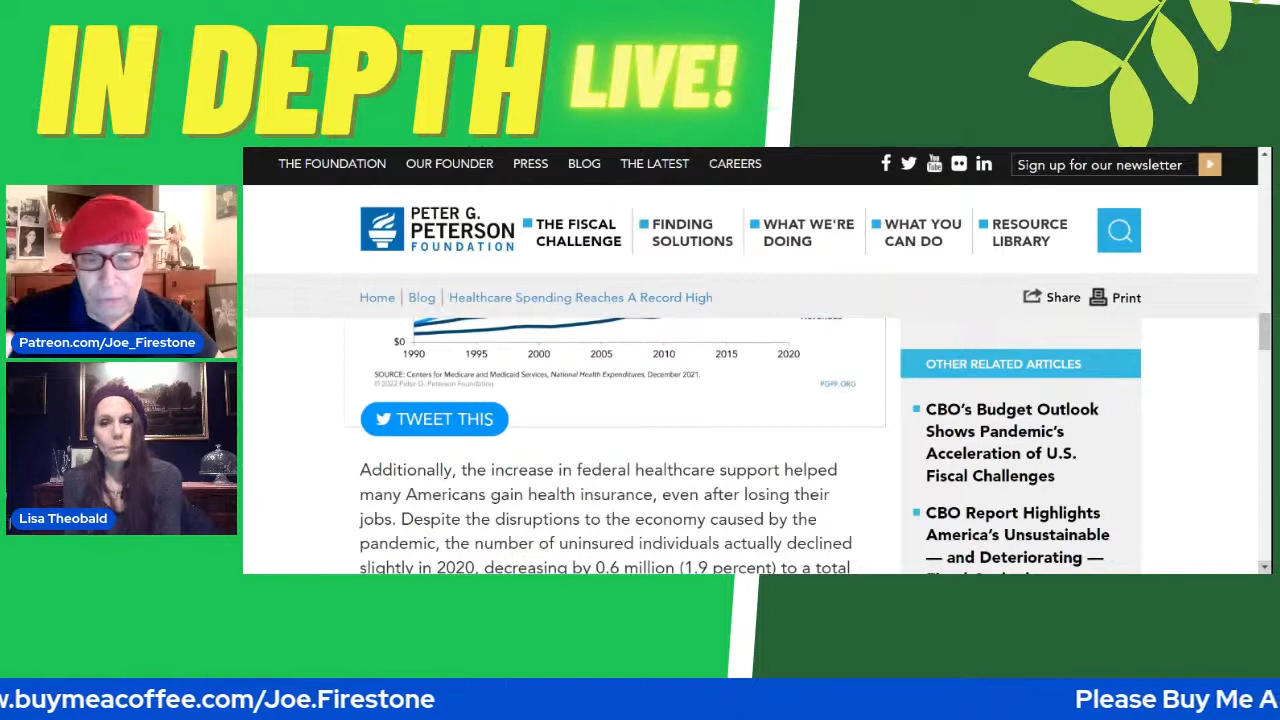 IN DEPTH LIVE!
THE FOUNDATION OUR FOUNDER PRESS BLOG THE LATEST CAREERS
Sign up for our newsletter
PETER G.
PETERSON
FOUNDATION
THE FISCAL
CHALLENGE
FINDING
SOLUTIONS
WHAT WE'RE
DOING
WHAT YOU
CAN DO
RESOURCE
LIBRARY
Home | Blog | Healthcare Spending Reaches A Record High
Share Print
Patreon.com/Joe_Firestone
Lisa Theobald
$0
1990 1995 2000 2005 2010 2015 2020
SOURCE: Centers for Medicare and Medicaid Services, National Health Expenditures, December 2021.
© 2022 Peter G. Peterson Foundation
PGPF.ORG
TWEET THIS
Additionally, the increase in federal healthcare support helped
many Americans gain health insurance, even after losing their
jobs. Despite the disruptions to the economy caused by the
pandemic, the number of uninsured individuals actually declined
slightly in 2020, decreasing by 0.6 million (1.9 percent) to a total
OTHER RELATED ARTICLES
CBO's Budget Outlook
Shows Pandemic's
Acceleration of U.S.
Fiscal Challenges
CBO Report Highlights
America's Unsustainable
— and Deteriorating —
w.buymeacoffee.com/Joe.Firestone
Please Buy Me A